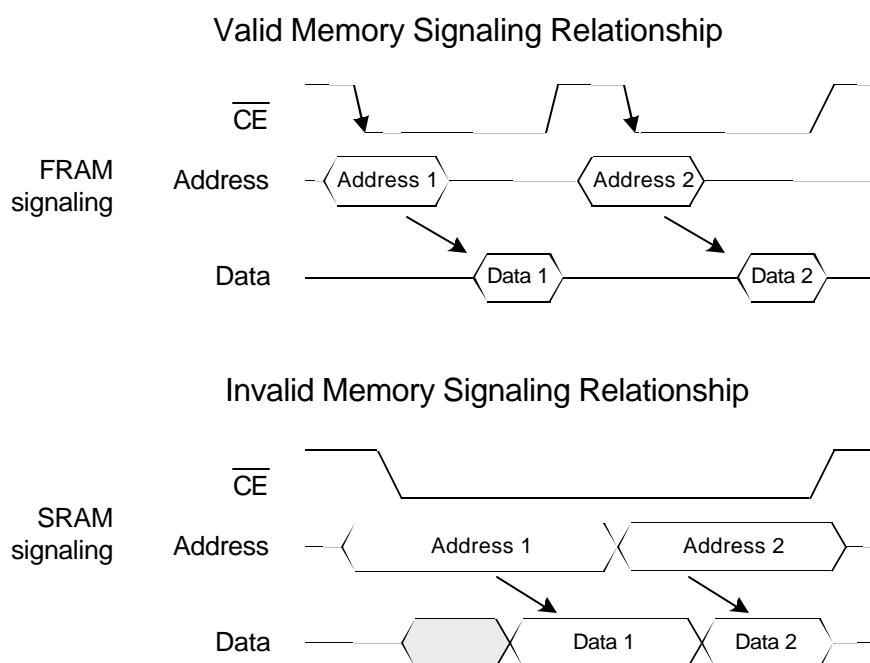 Valid Memory Signaling Relationship
CE
FRAM
signaling
Address
Address 1
Address 2
Data
Data 1
Data 2
Invalid Memory Signaling Relationship
CE
SRAM
signaling
Address
Address 1
Address 2
Data
Data 1
Data 2